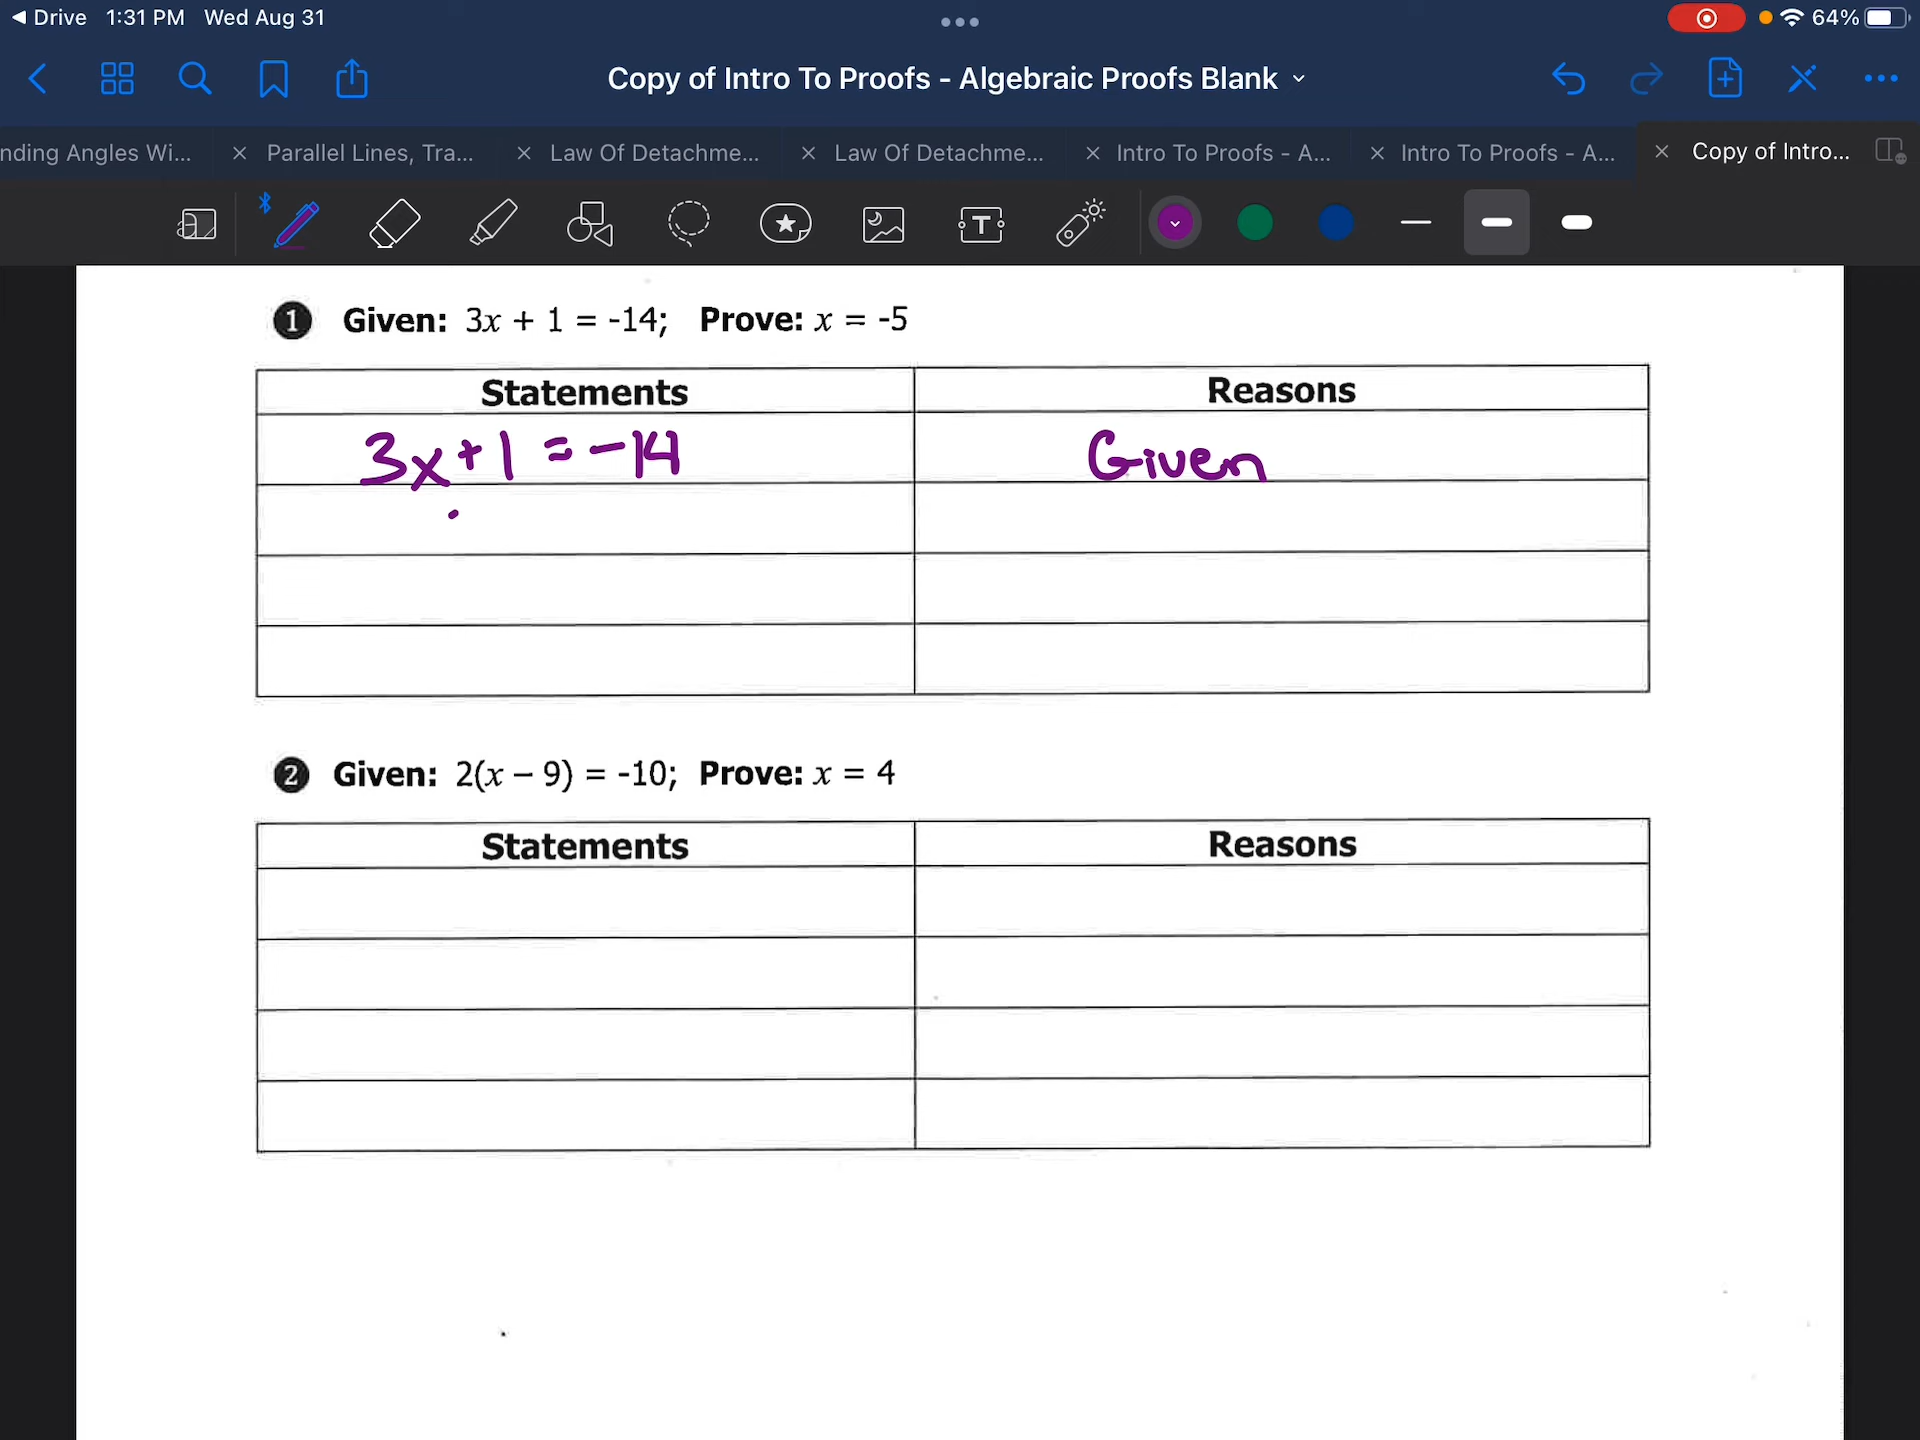 Drive 1:31 PM Wed Aug 31 64%
Copy of Intro To Proofs - Algebraic Proofs Blank
nding Angles Wi... Parallel Lines, Tra... Law Of Detachme... Law Of Detachme... Intro To Proofs - A... Intro To Proofs - A... Copy of Intro...
1 Given: 3x + 1 = -14; Prove: x = -5
Statements Reasons
3x+1 = -14 Given
2 Given: 2(x – 9) = -10; Prove: x = 4
Statements Reasons